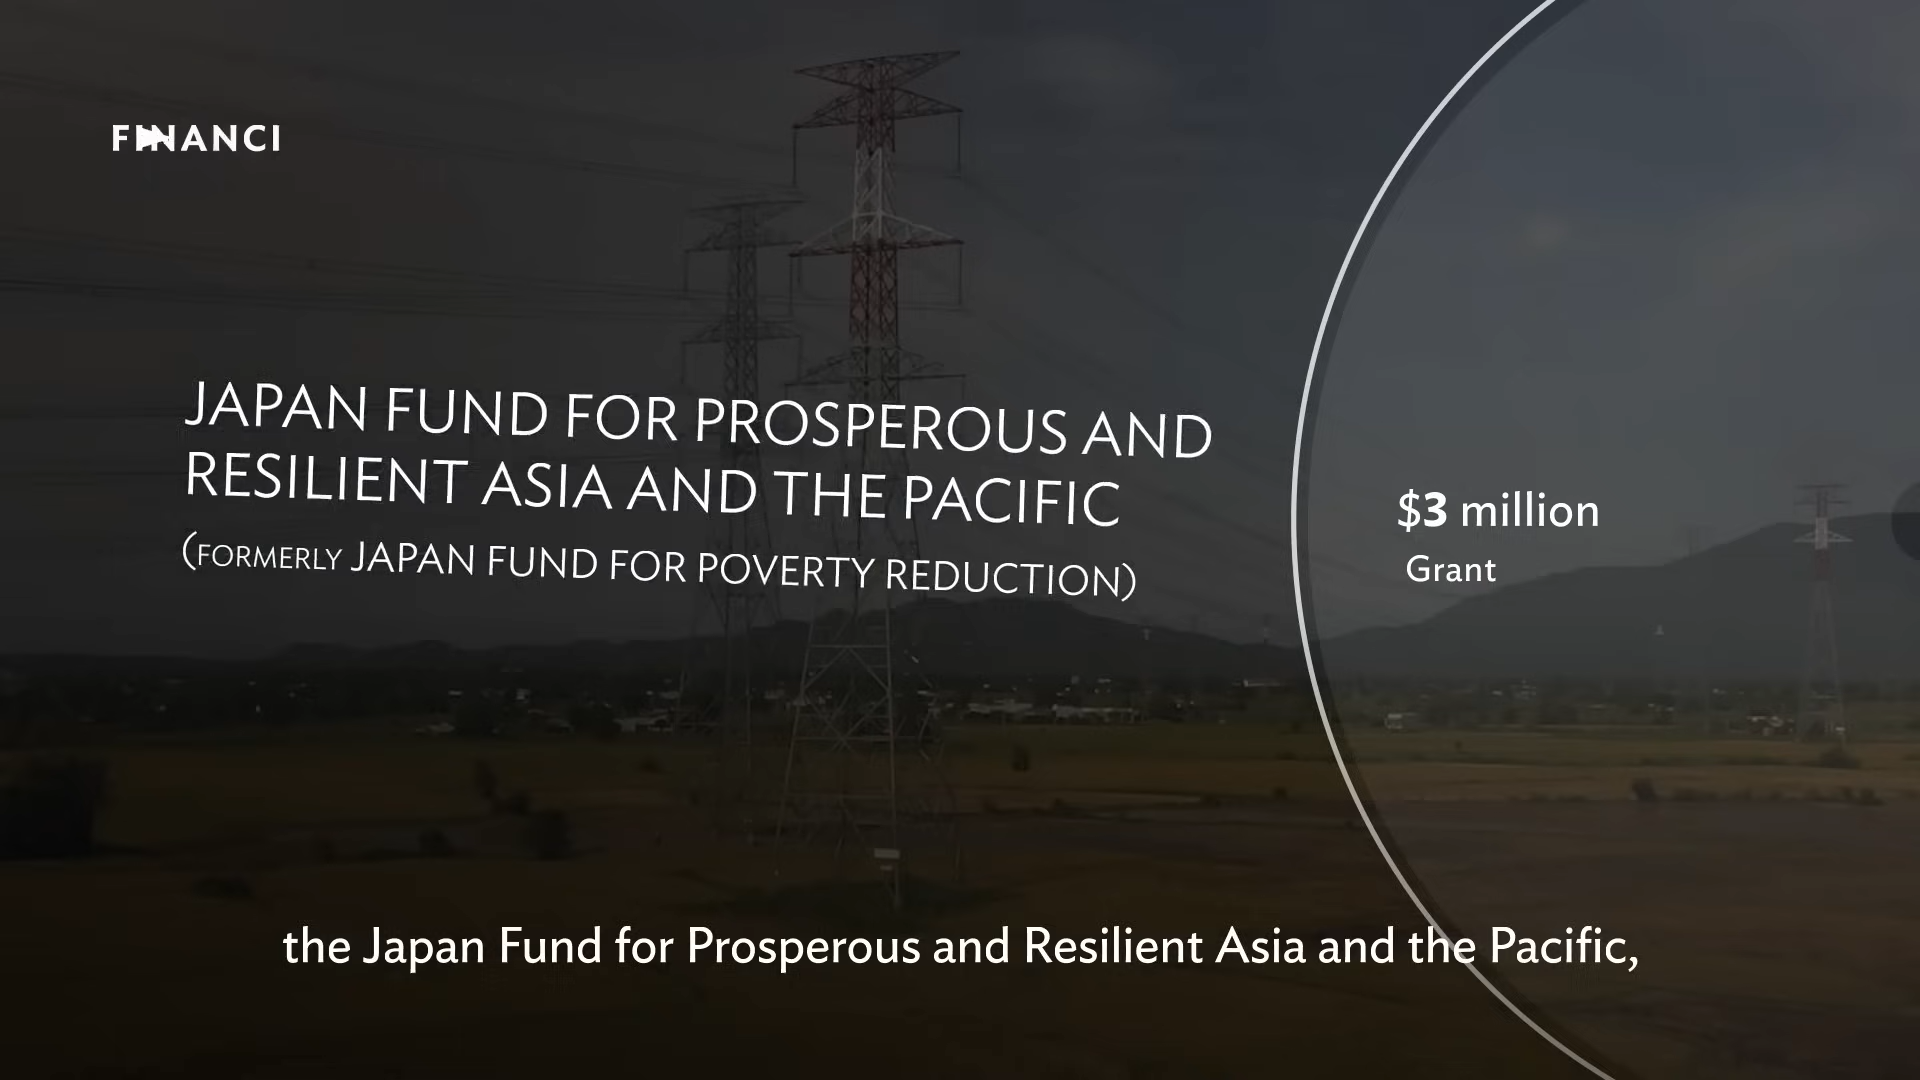 FINANCI
JAPAN FUND FOR PROSPEROUS AND
RESILIENT ASIA AND THE PACIFIC
(FORMERLY JAPAN FUND FOR POVERTY REDUCTION)
$3 million
Grant
the Japan Fund for Prosperous and Resilient Asia and the Pacific,